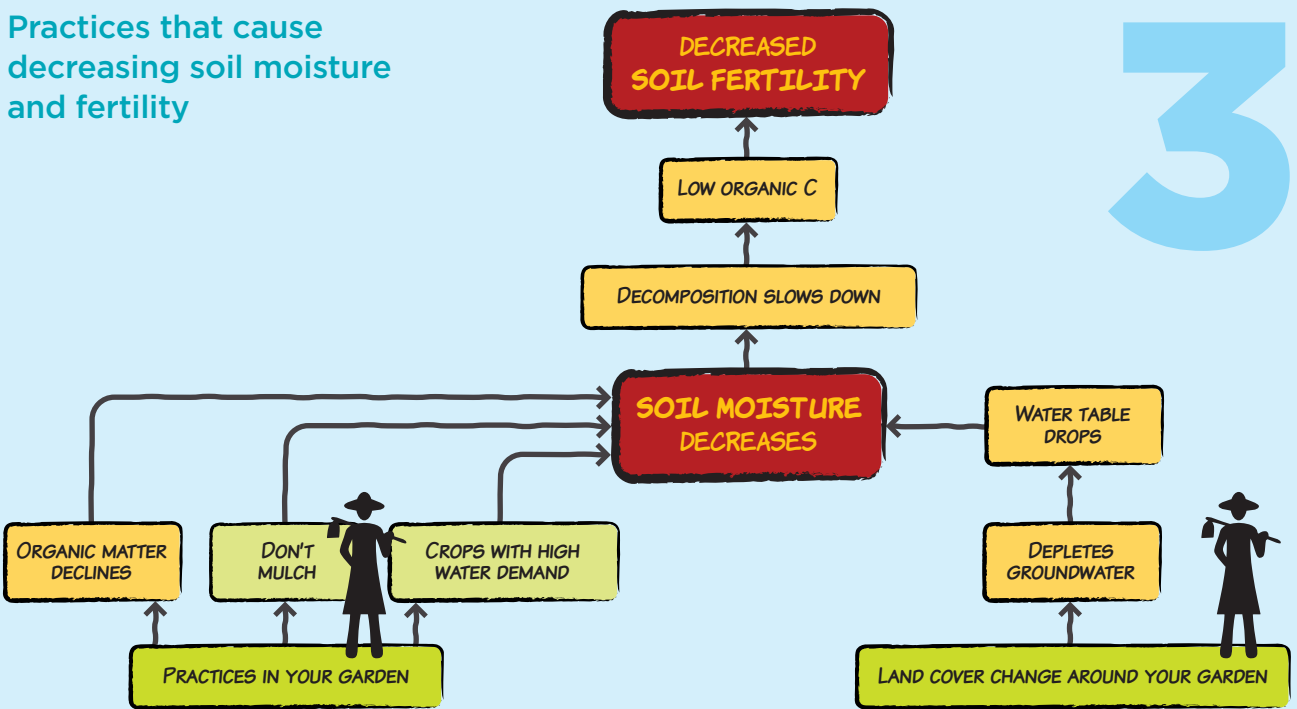 Practices that cause
decreasing soil moisture
and fertility
3
DECREASED
SOIL FERTILITY
LOW ORGANIC C
DECOMPOSITION SLOWS DOWN
SOIL MOISTURE
DECREASES
WATER TABLE
DROPS
ORGANIC MATTER
DECLINES
DON'T
MULCH
CROPS WITH HIGH
WATER DEMAND
DEPLETES
GROUNDWATER
PRACTICES IN YOUR GARDEN
LAND COVER CHANGE AROUND YOUR GARDEN